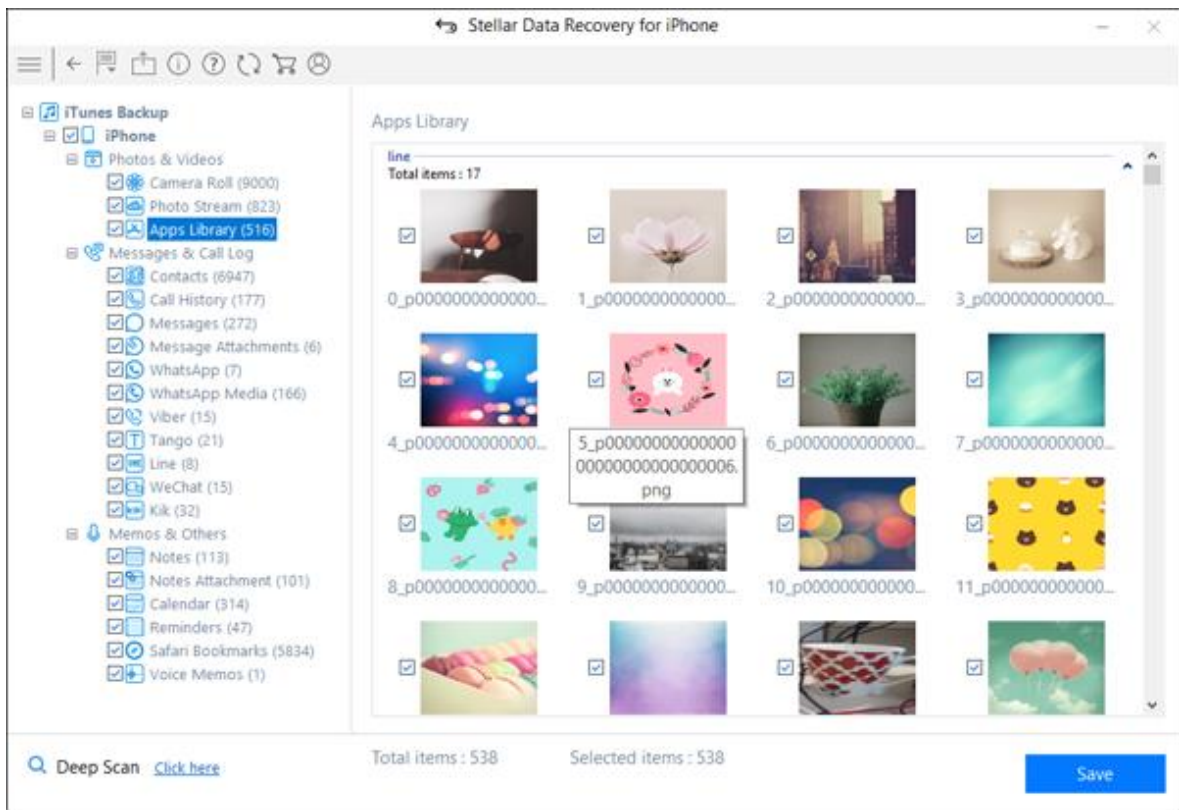 Stellar Data Recovery for iPhone
iTunes Backup
iPhone
Photos & Videos
Camera Roll (9000)
Photo Stream (823)
Apps Library (516)
Messages & Call Log
Contacts (6947)
Call History (177)
Messages (272)
Message Attachments (6)
WhatsApp (7)
WhatsApp Media (166)
Viber (15)
Tango (21)
Line (8)
WeChat (15)
Kik (32)
Memos & Others
Notes (113)
Notes Attachment (101)
Calendar (314)
Reminders (47)
Safari Bookmarks (5834)
Voice Memos (1)
Deep Scan Click here
Apps Library
line
Total items : 17
0_p0000000000000... 1_p0000000000000... 2_p0000000000000... 3_p0000000000000...
4_p0000000000000... 5_p00000000000000 6_p0000000000000... 7_p0000000000000...
00000000000000000006.
png
8_p0000000000000... 9_p0000000000000... 10_p000000000000... 11_p000000000000...
Total items : 538 Selected items : 538
Save